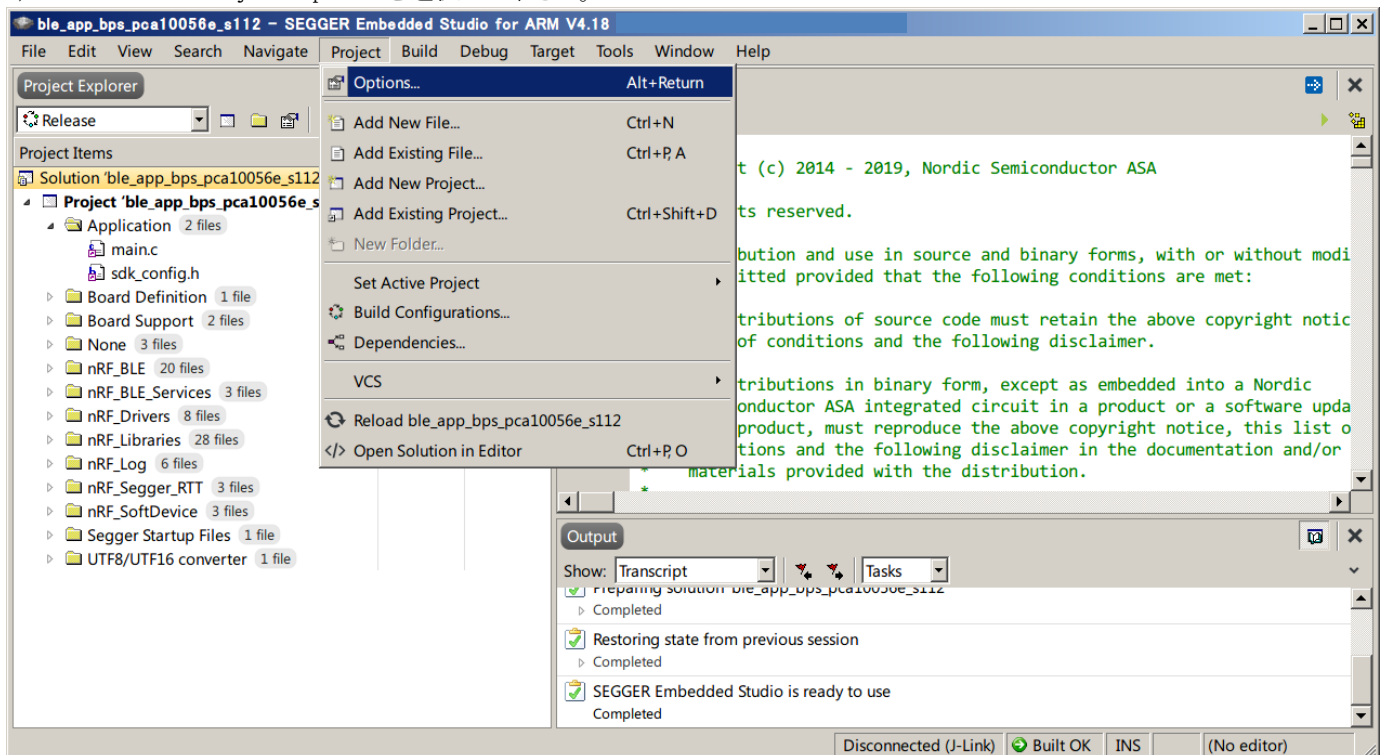 ble_app_bps_pca10056e_s112 – SEGGER Embedded Studio for ARM V4.18
File Edit View Search Navigate Project Build Debug Target Tools Window Help
Project Explorer
Release
Project Items
Solution 'ble_app_bps_pca10056e_s112
Project 'ble_app_bps_pca10056e_s
Application 2 files
main.c
sdk_config.h
Board Definition 1 file
Board Support 2 files
None 3 files
nRF_BLE 20 files
nRF_BLE_Services 3 files
nRF_Drivers 8 files
nRF_Libraries 28 files
nRF_Log 6 files
nRF_Segger_RTT 3 files
nRF_SoftDevice 3 files
Segger Startup Files 1 file
UTF8/UTF16 converter 1 file
Options... Alt+Return
Add New File... Ctrl+N
Add Existing File... Ctrl+P, A
Add New Project...
Add Existing Project... Ctrl+Shift+D
New Folder...
Set Active Project
Build Configurations...
Dependencies...
VCS
Reload ble_app_bps_pca10056e_s112
</> Open Solution in Editor Ctrl+P, O
t (c) 2014 - 2019, Nordic Semiconductor ASA
ts reserved.
bution and use in source and binary forms, with or without modi
itted provided that the following conditions are met:
tributions of source code must retain the above copyright notic
of conditions and the following disclaimer.
tributions in binary form, except as embedded into a Nordic
onductor ASA integrated circuit in a product or a software upda
product, must reproduce the above copyright notice, this list o
tions and the following disclaimer in the documentation and/or
* materials provided with the distribution.
*
Output
Show: Transcript Tasks
Preparing solution ble_app_bps_pca10056e_s112
Completed
Restoring state from previous session
Completed
SEGGER Embedded Studio is ready to use
Completed
Disconnected (J-Link) Built OK INS (No editor)